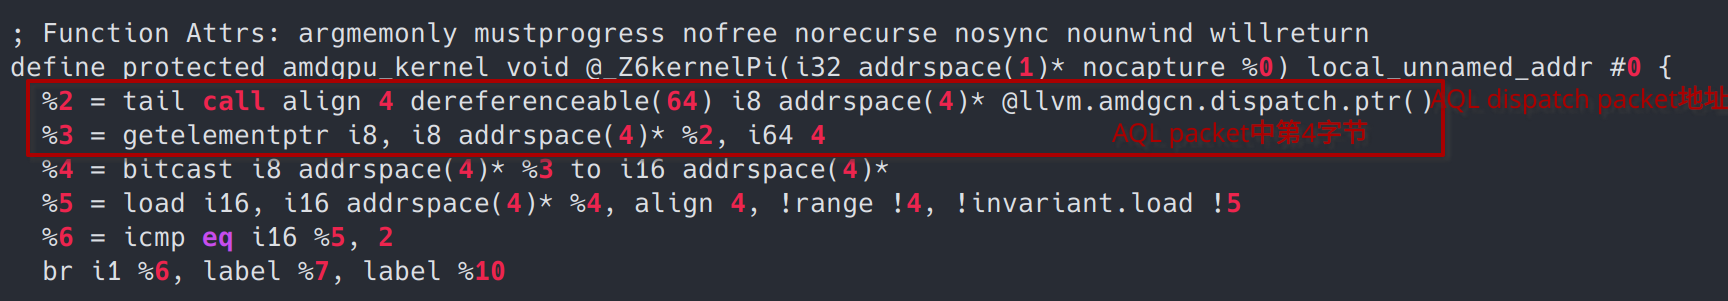 ; Function Attrs: argmemonly mustprogress nofree norecurse nosync nounwind willreturn
define protected amdgpu_kernel void @_Z6kernelPi(i32 addrspace(1)* nocapture %0) local_unnamed_addr #0 {
%2 = tail call align 4 dereferenceable(64) i8 addrspace(4)* @llvm.amdgcn.dispatch.ptr() AQL dispatch packet地址
%3 = getelementptr i8, i8 addrspace(4)* %2, i64 4 AQL packet中第4字节
%4 = bitcast i8 addrspace(4)* %3 to i16 addrspace(4)*
%5 = load i16, i16 addrspace(4)* %4, align 4, !range !4, !invariant.load !5
%6 = icmp eq i16 %5, 2
br i1 %6, label %7, label %10